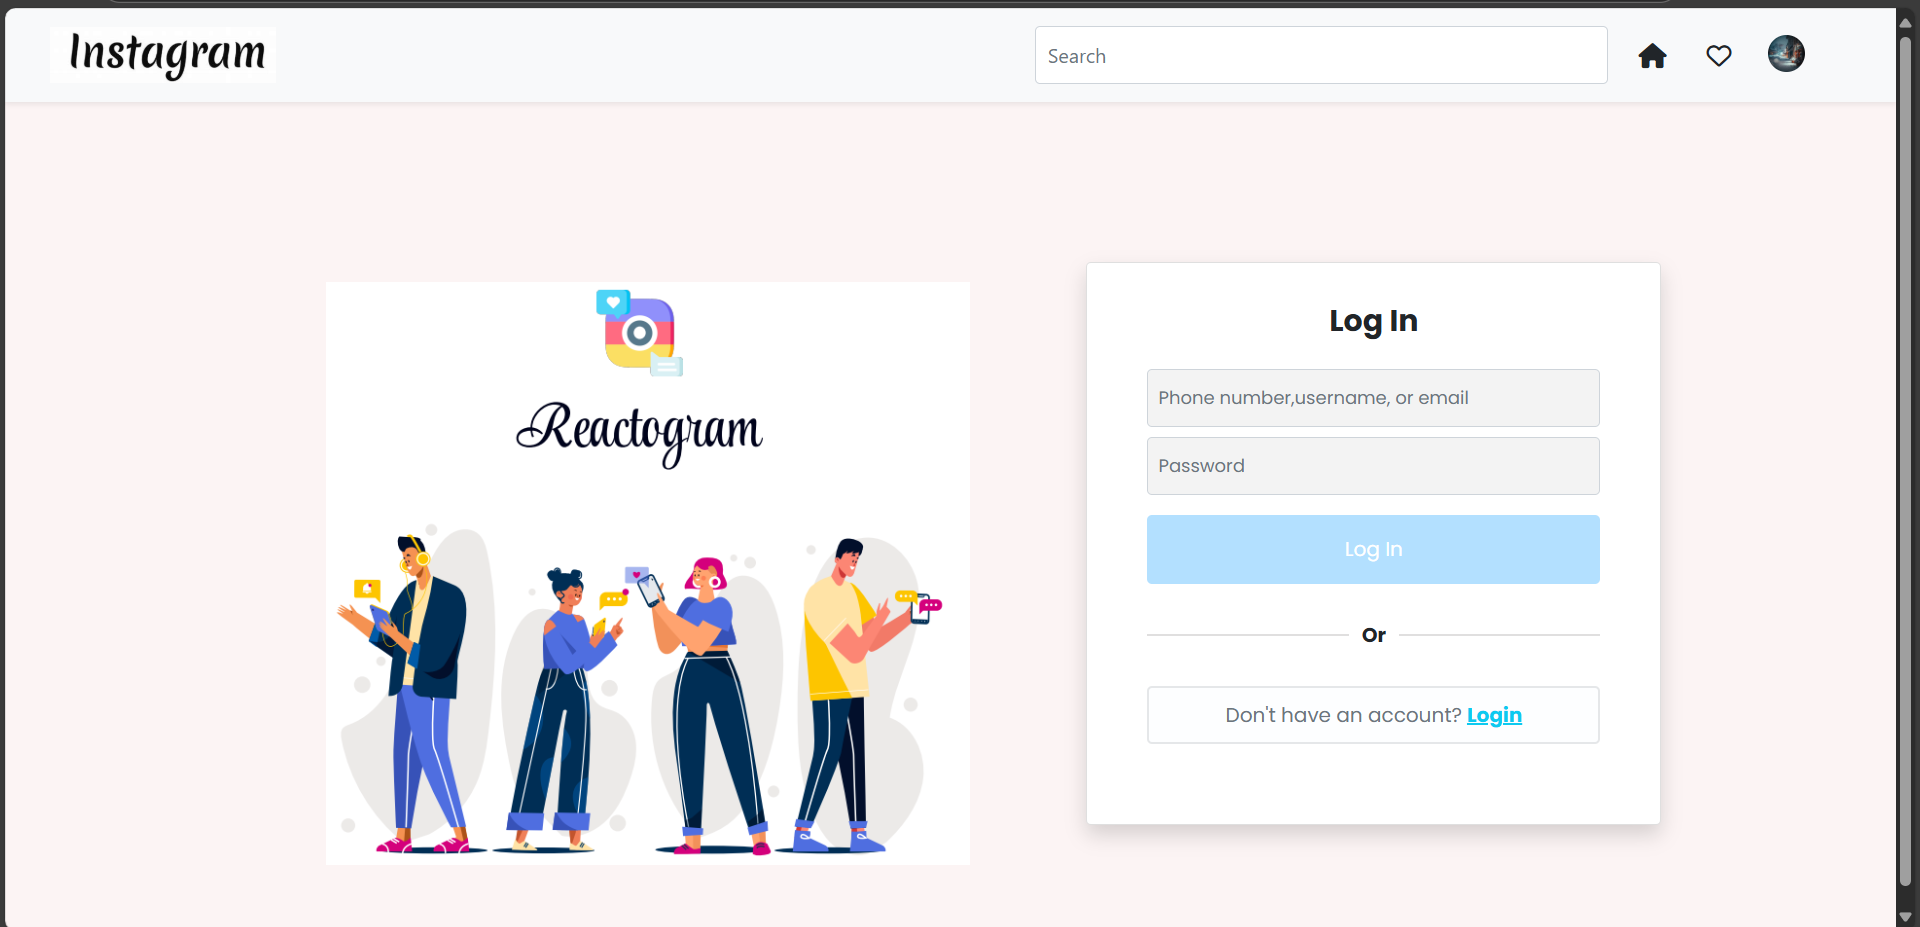 Instagram
Search
Reactogram
Log In
Phone number,username, or email
Password
Log In
Or
Don't have an account? Login